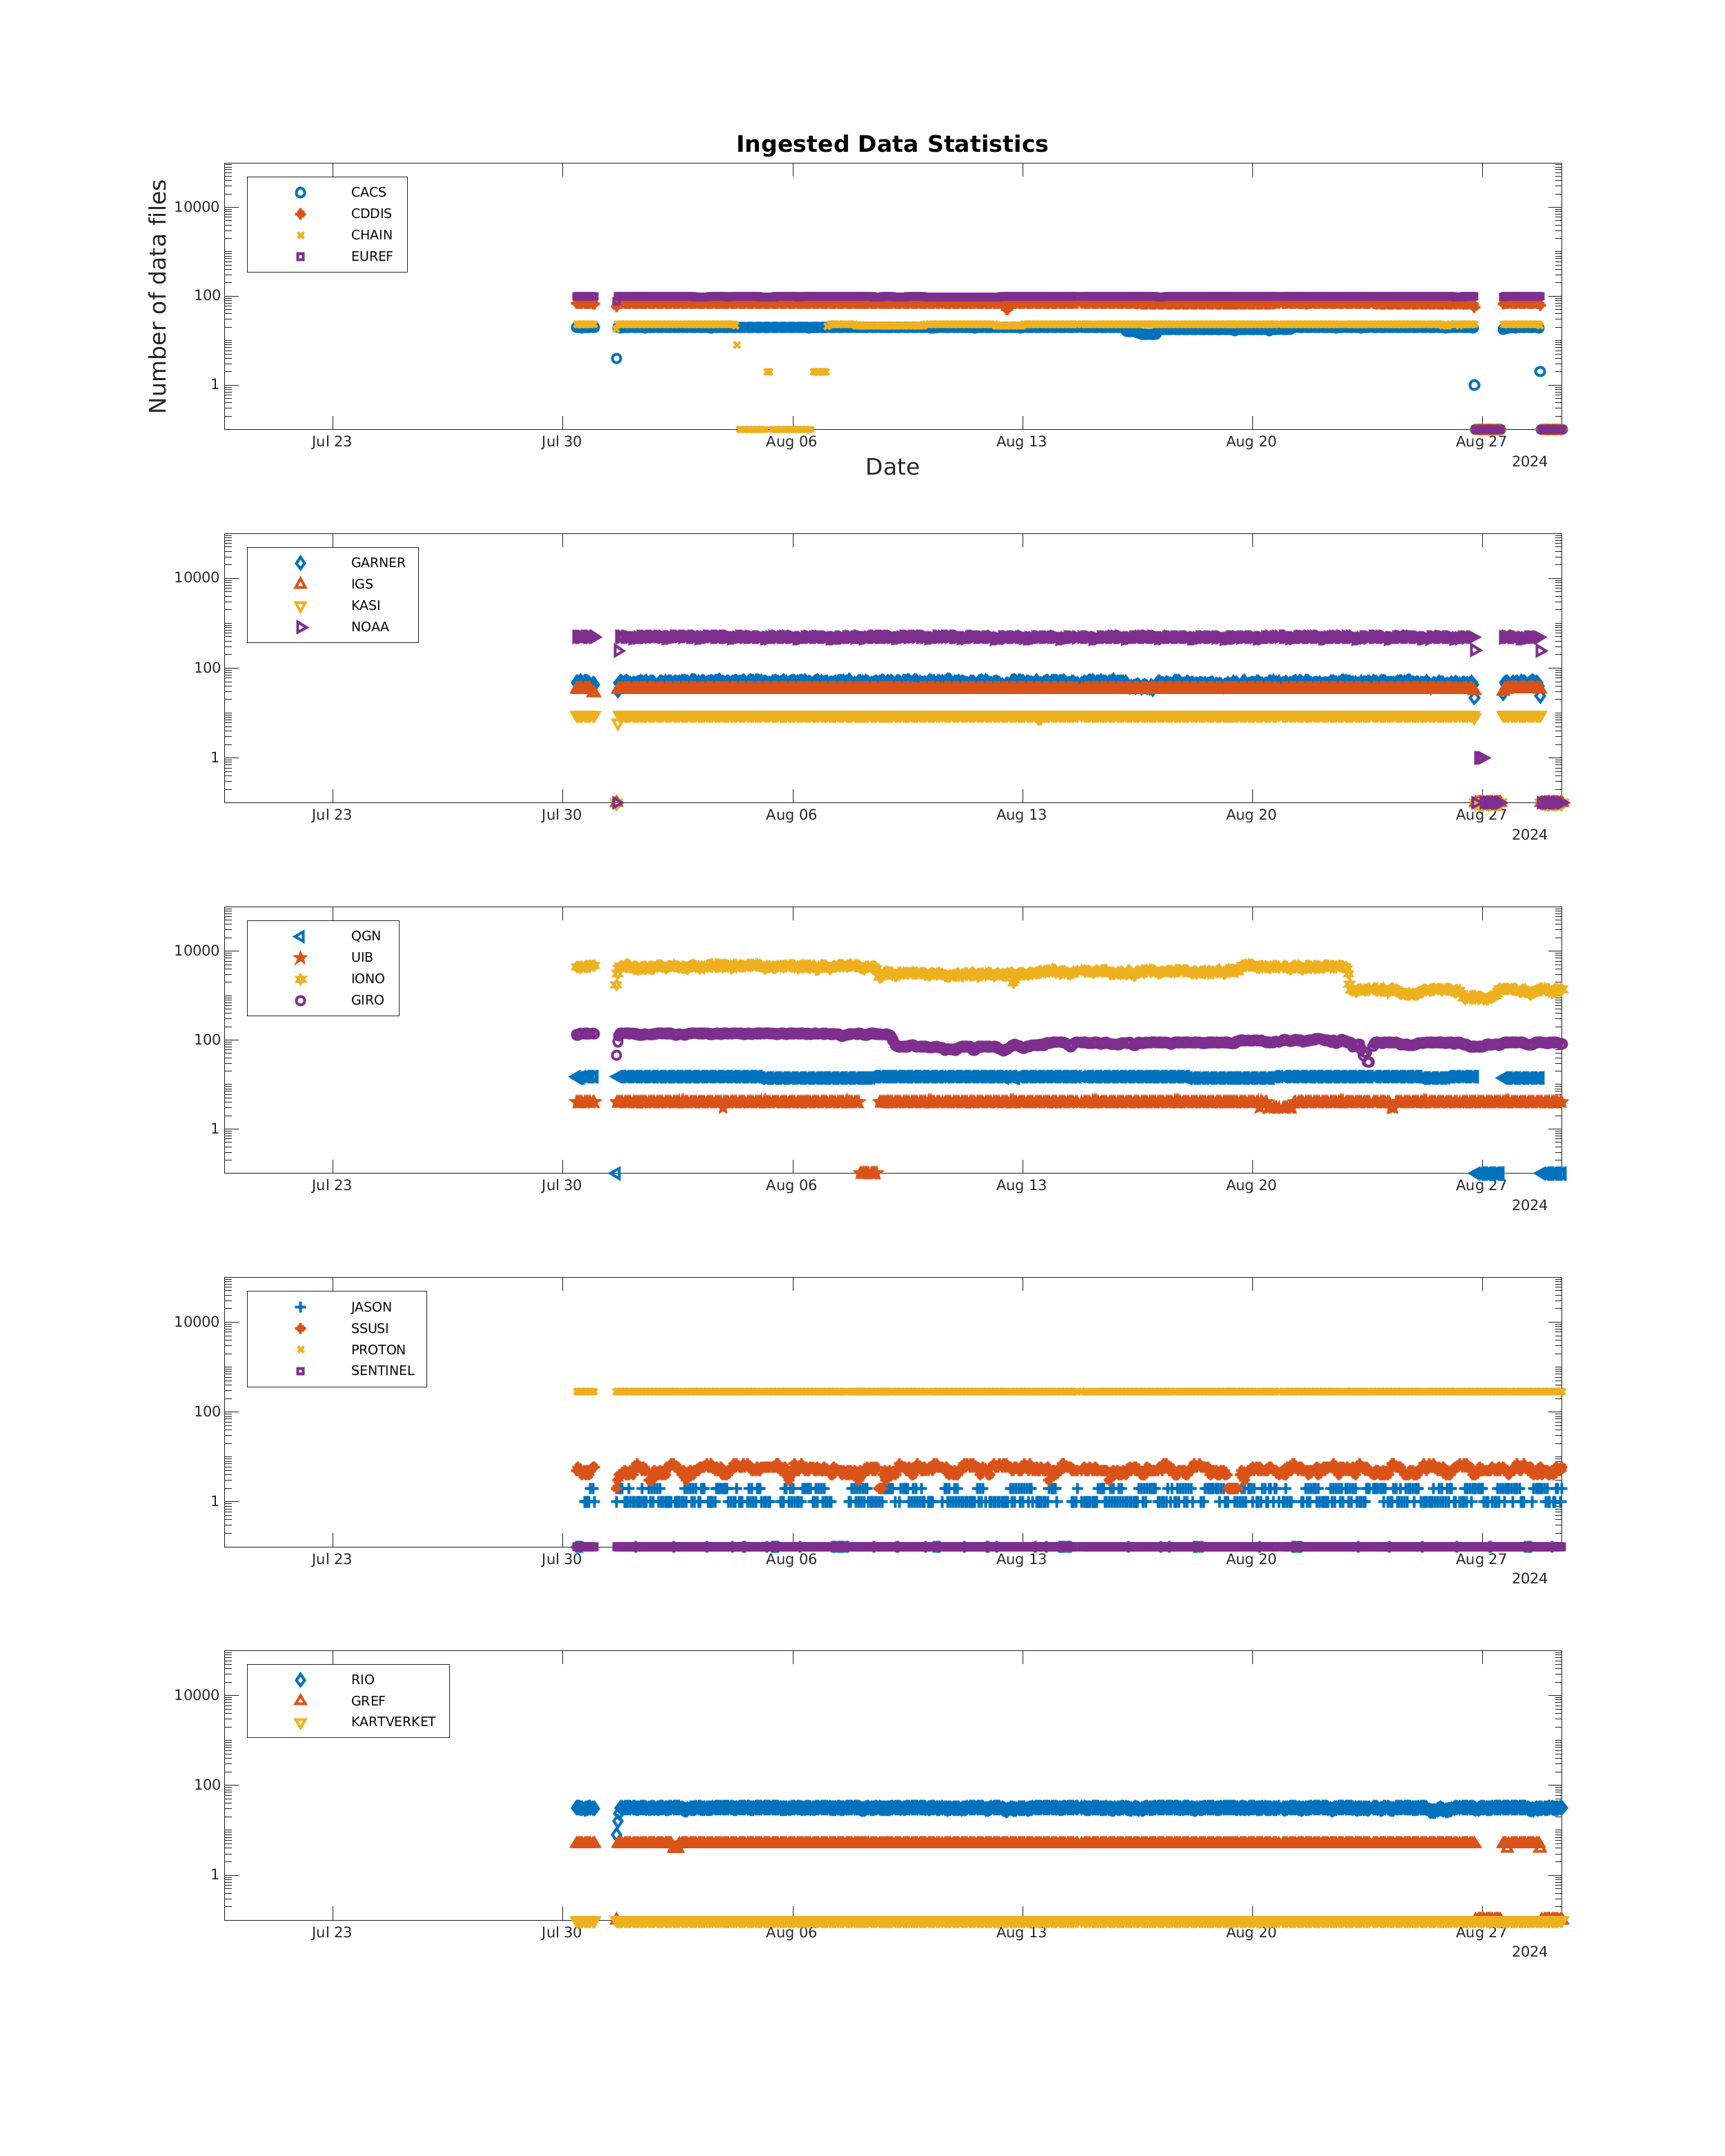 Ingested Data Statistics
Number of data files
10000
100
1
CACS
CDDIS
CHAIN
EUREF
Jul 23 Jul 30 Aug 06 Aug 13 Aug 20 Aug 27
2024
Date
10000
100
1
GARNER
IGS
KASI
NOAA
Jul 23 Jul 30 Aug 06 Aug 13 Aug 20 Aug 27
2024
10000
100
1
QGN
UIB
IONO
GIRO
Jul 23 Jul 30 Aug 06 Aug 13 Aug 20 Aug 27
2024
10000
100
1
JASON
SSUSI
PROTON
SENTINEL
Jul 23 Jul 30 Aug 06 Aug 13 Aug 20 Aug 27
2024
10000
100
1
RIO
GREF
KARTVERKET
Jul 23 Jul 30 Aug 06 Aug 13 Aug 20 Aug 27
2024